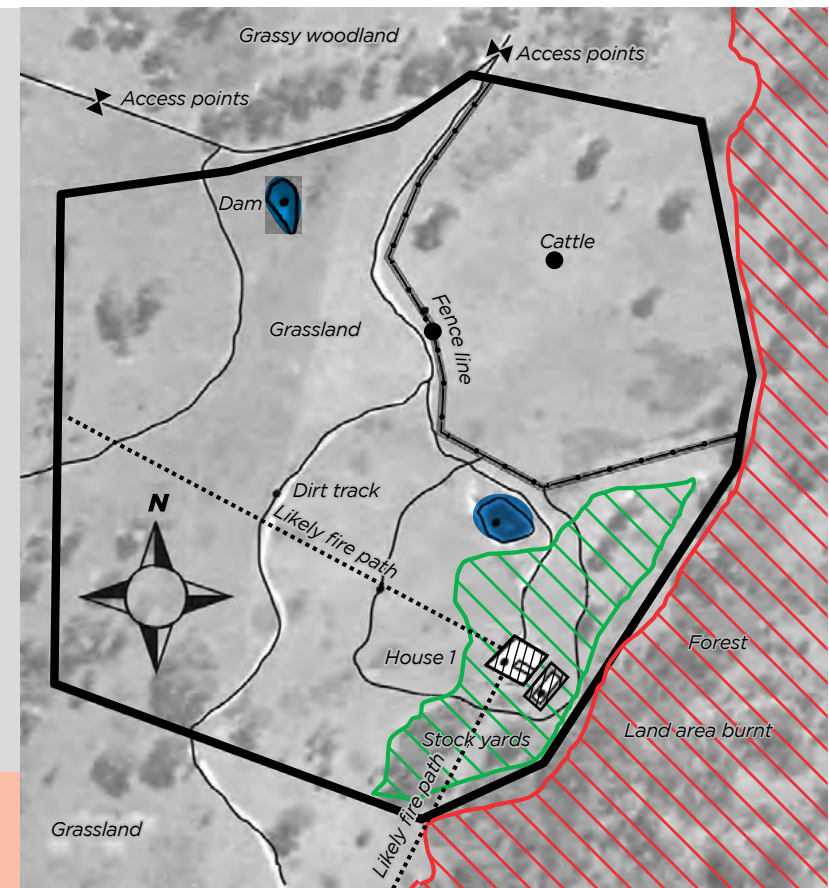 Grassy woodland
Access points
Access points
Dam
Cattle
Grassland
Fence line
Dirt track
N
Likely fire path
House 1
Forest
Stock yards
Land area burnt
Likely fire path
Grassland